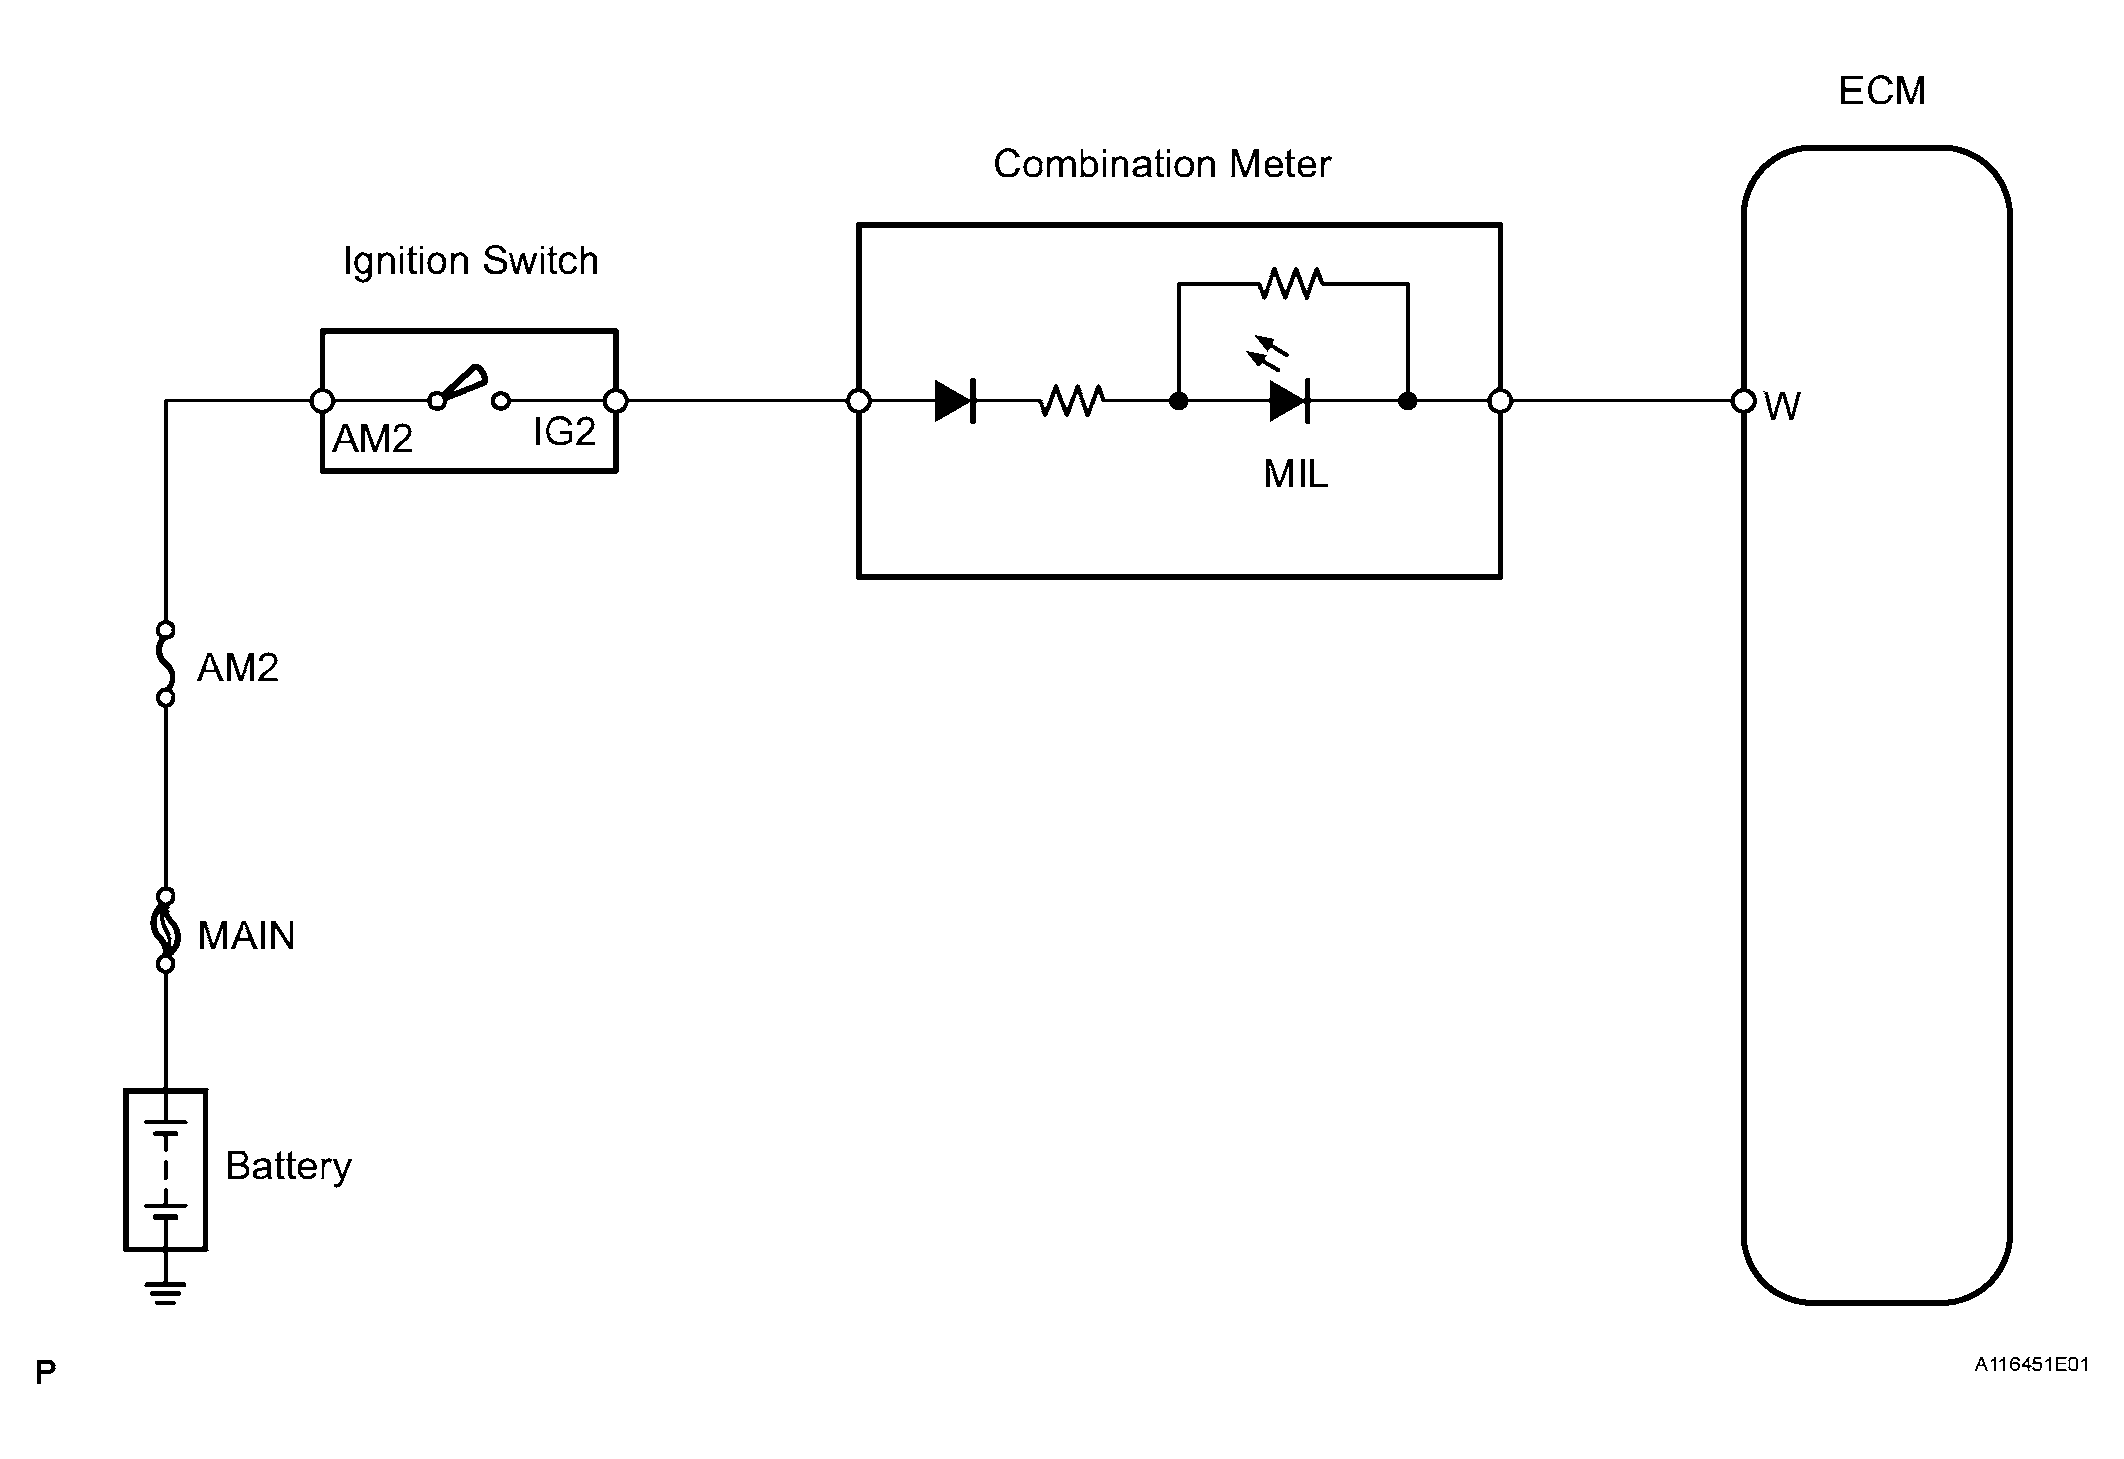 ECM
Combination Meter
Ignition Switch
AM2
IG2
W
MIL
AM2
MAIN
Battery
P
A116451E01